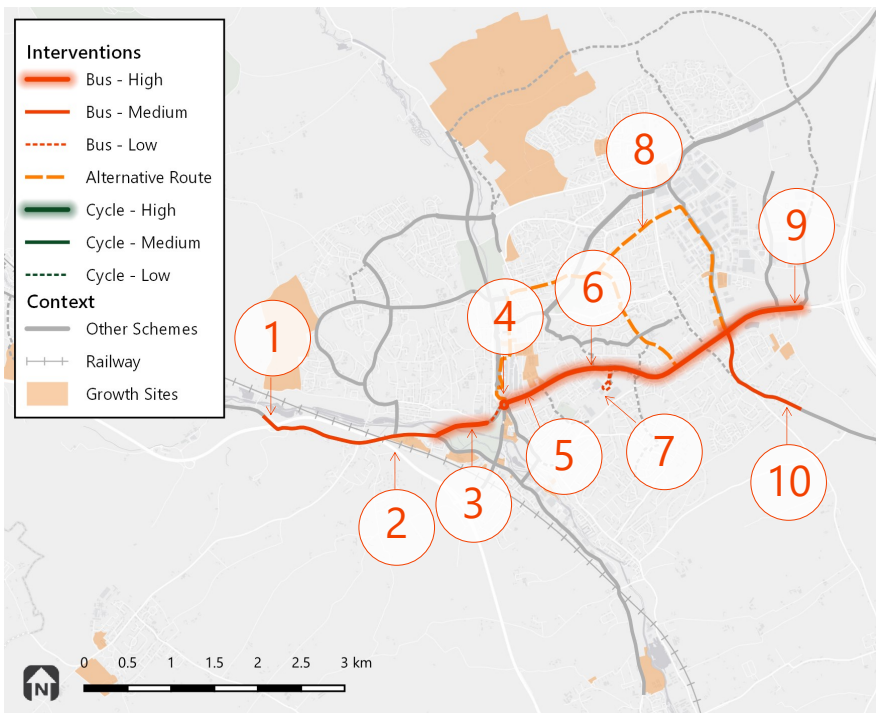 Interventions
Bus - High
Bus - Medium
Bus - Low
Alternative Route
Cycle - High
Cycle - Medium
Cycle - Low
Context
Other Schemes
Railway
Growth Sites
8
9
6
4
1
5
7
3
10
2
0 0.5 1 1.5 2 2.5 3 km
N